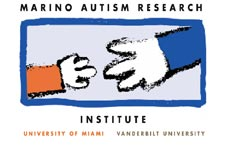 MARINO AUTISM RESEARCH
INSTITUTE
UNIVERSITY OF MIAMI VANDERBILT UNIVERSITY